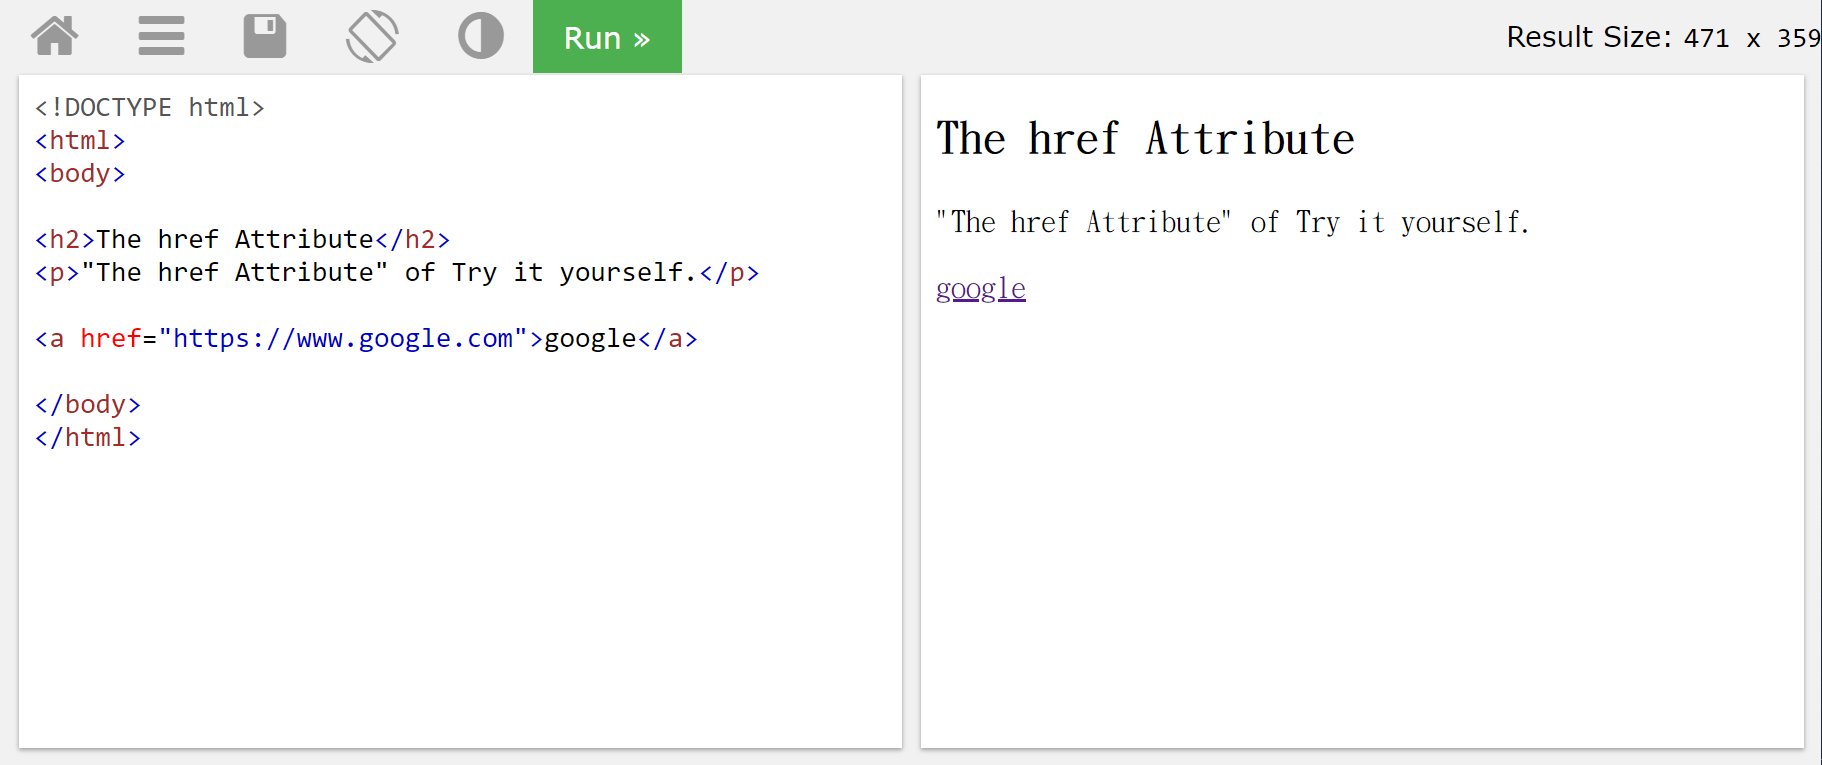 Run »
Result Size: 471 x 359
<!DOCTYPE html>
<html>
<body>
<h2>The href Attribute</h2>
<p>"The href Attribute" of Try it yourself.</p>
<a href="https://www.google.com">google</a>
</body>
</html>
The href Attribute
"The href Attribute" of Try it yourself.
google